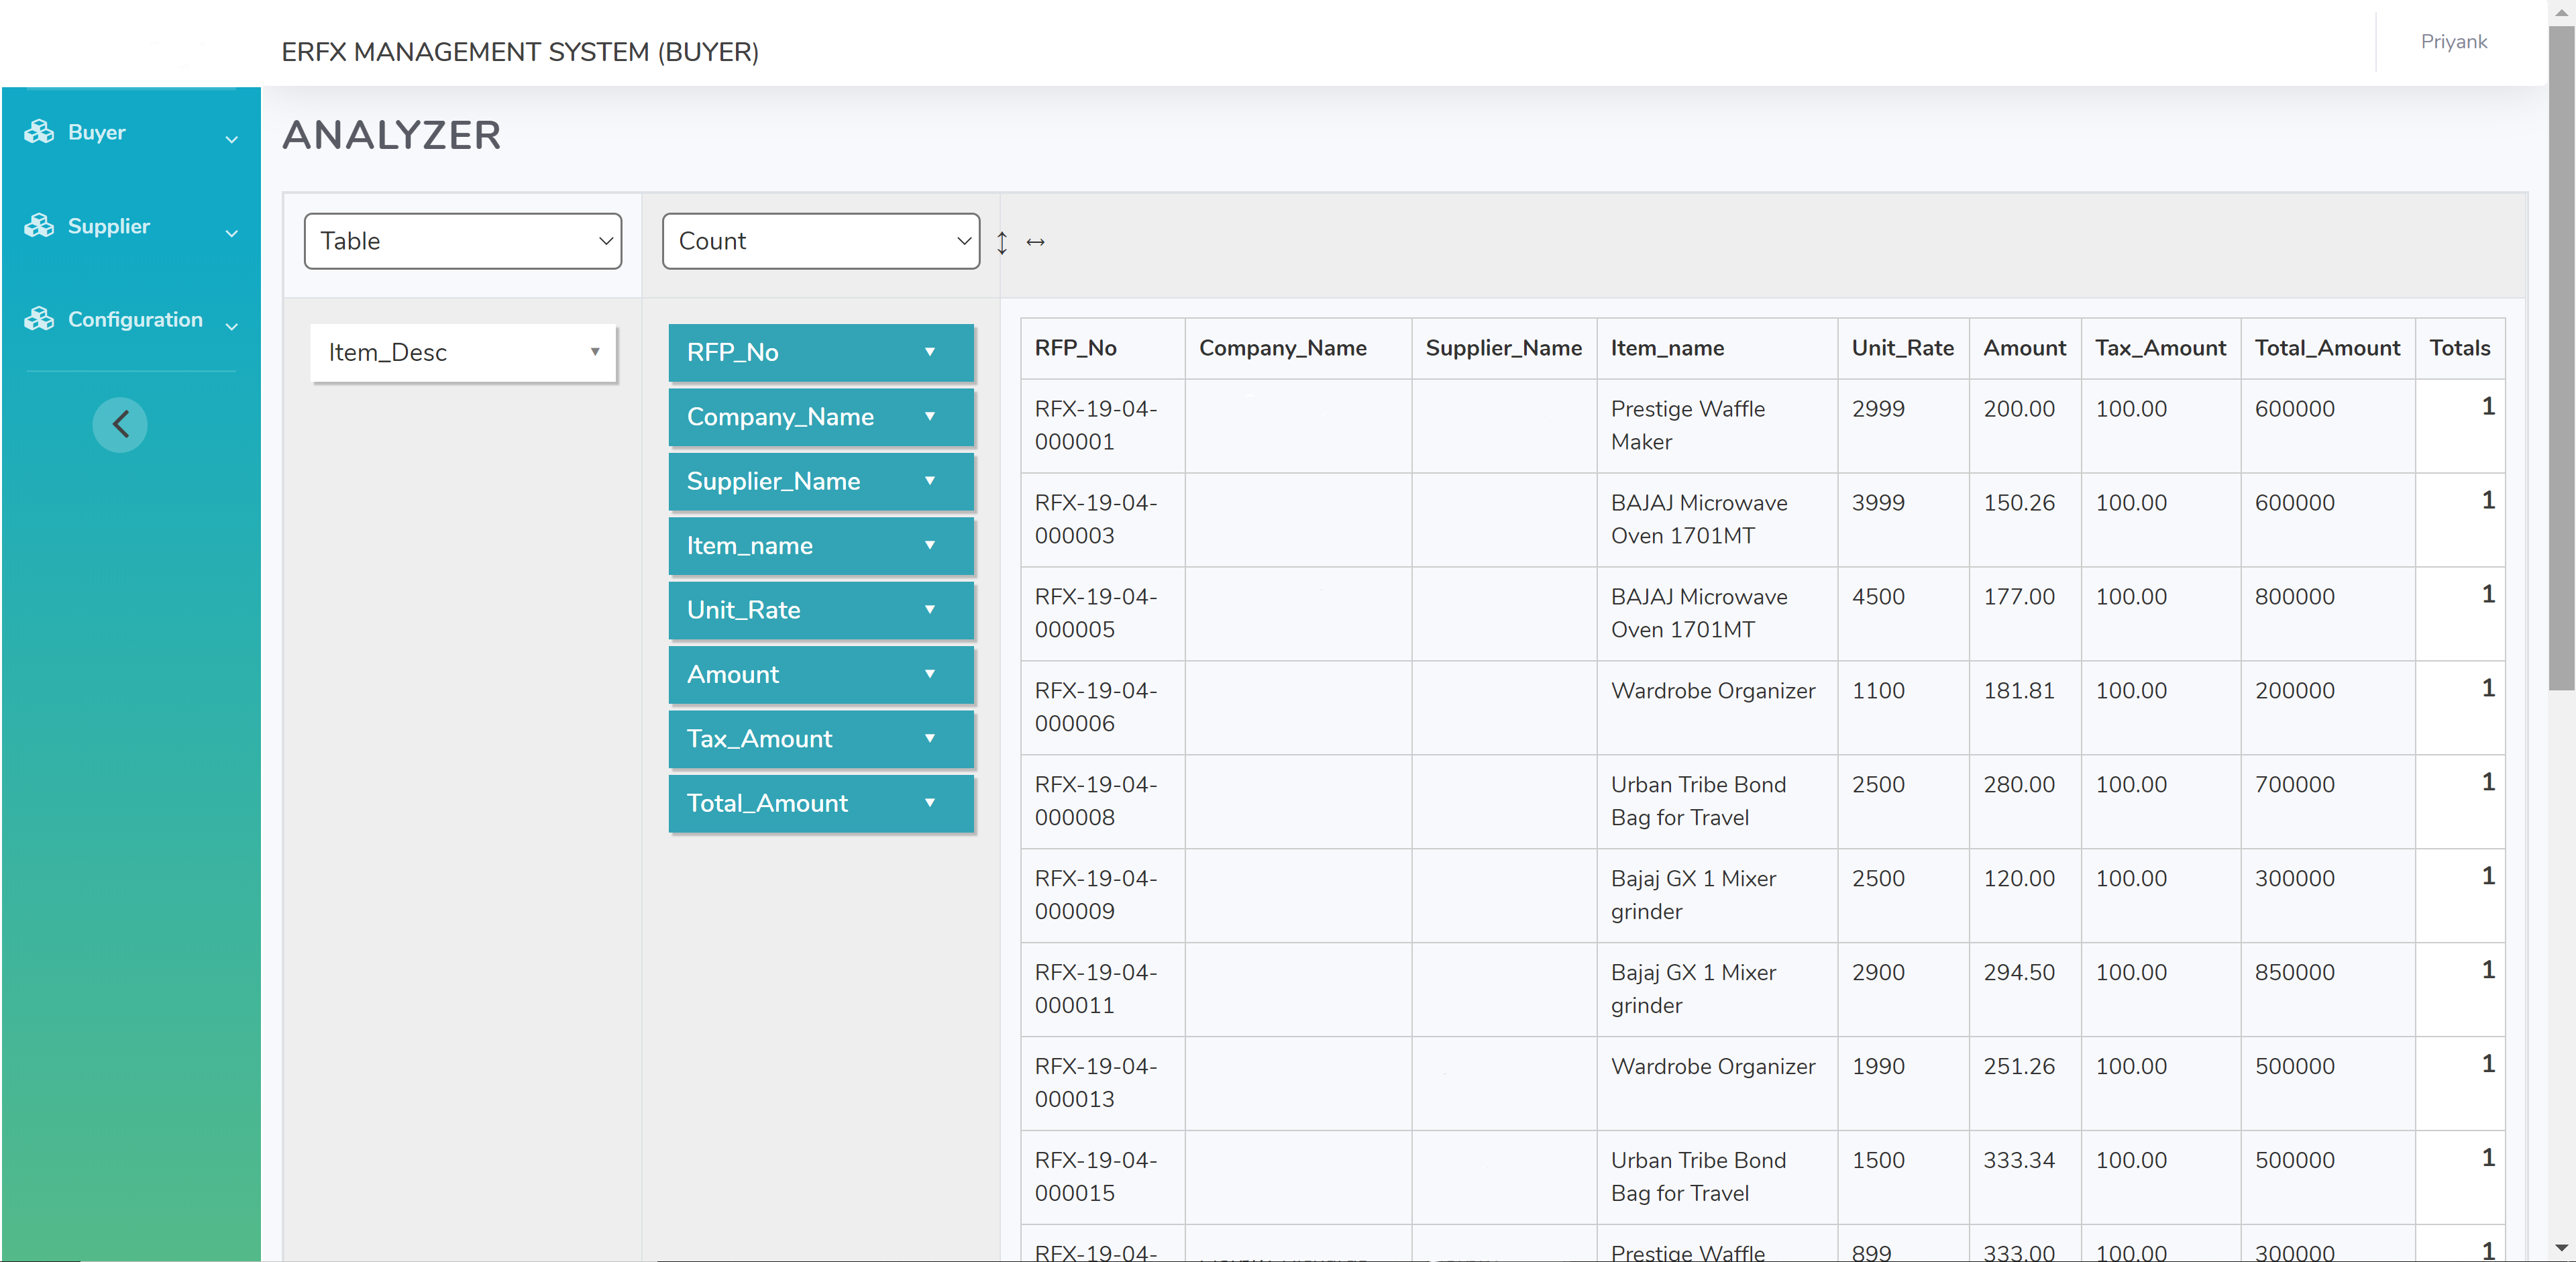 ERFX MANAGEMENT SYSTEM (BUYER)
Priyank
Buyer
Supplier
Configuration
ANALYZER
Table
Count
Item_Desc
RFP_No
Company_Name
Supplier_Name
Item_name
Unit_Rate
Amount
Tax_Amount
Total_Amount
RFP_No Company_Name Supplier_Name Item_name Unit_Rate Amount Tax_Amount Total_Amount Totals
RFX-19-04- Prestige Waffle 2999 200.00 100.00 600000 1
000001 Maker
RFX-19-04- BAJAJ Microwave 3999 150.26 100.00 600000 1
000003 Oven 1701MT
RFX-19-04- BAJAJ Microwave 4500 177.00 100.00 800000 1
000005 Oven 1701MT
RFX-19-04- Wardrobe Organizer 1100 181.81 100.00 200000 1
000006
RFX-19-04- Urban Tribe Bond 2500 280.00 100.00 700000 1
000008 Bag for Travel
RFX-19-04- Bajaj GX 1 Mixer 2500 120.00 100.00 300000 1
000009 grinder
RFX-19-04- Bajaj GX 1 Mixer 2900 294.50 100.00 850000 1
000011 grinder
RFX-19-04- Wardrobe Organizer 1990 251.26 100.00 500000 1
000013
RFX-19-04- Urban Tribe Bond 1500 333.34 100.00 500000 1
000015 Bag for Travel
RFX-19-04- Prestige Waffle 899 333.00 100.00 300000 1